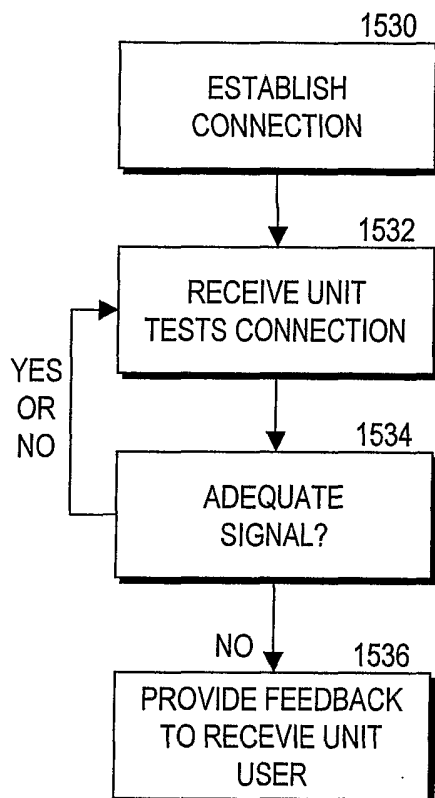 1530
ESTABLISH
CONNECTION
1532
RECEIVE UNIT
TESTS CONNECTION
YES
OR
NO
1534
ADEQUATE
SIGNAL?
NO
1536
PROVIDE FEEDBACK
TO RECEVIE UNIT
USER